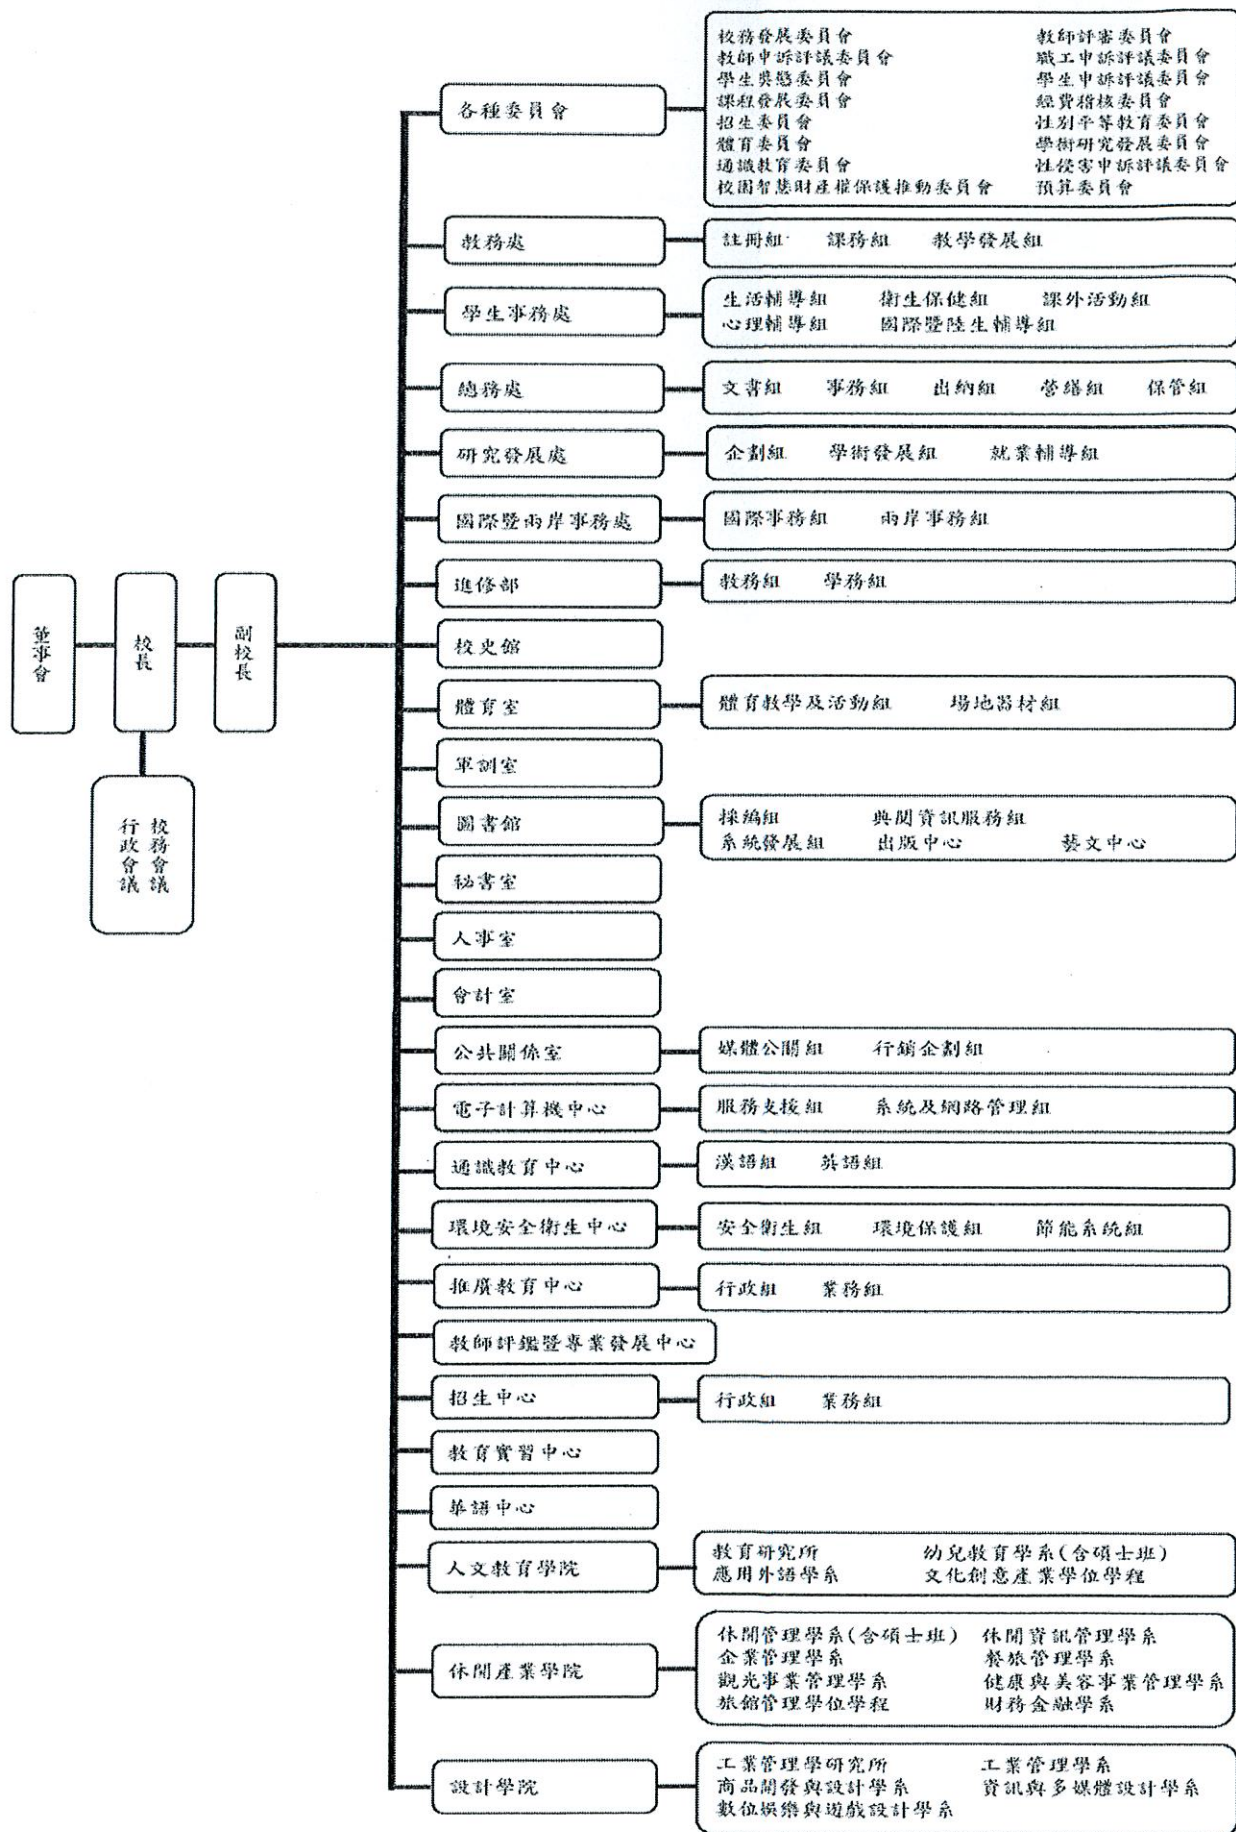 董事會
校長
副校長
校務會議
行政會議
各種委員會
校務發展委員會 教師評審委員會
教師申訴評議委員會 職工申訴評議委員會
學生獎懲委員會 學生申訴評議委員會
課程發展委員會 經費稽核委員會
招生委員會 性別平等教育委員會
體育委員會 學術研究發展委員會
通識教育委員會 性侵害申訴評議委員會
校園智慧財產權保護推動委員會 預算委員會
教務處
註冊組 課務組 教學發展組
學生事務處
生活輔導組 衛生保健組 課外活動組
心理輔導組 國際暨陸生輔導組
總務處
文書組 事務組 出納組 營繕組 保管組
研究發展處
企劃組 學術發展組 就業輔導組
國際暨兩岸事務處
國際事務組 兩岸事務組
進修部
教務組 學務組
校史館
體育室
體育教學及活動組 場地器材組
軍訓室
圖書館
採編組 典閱資訊服務組
系統發展組 出版中心 藝文中心
秘書室
人事室
會計室
公共關係室
媒體公關組 行銷企劃組
電子計算機中心
服務支援組 系統及網路管理組
通識教育中心
漢語組 英語組
環境安全衛生中心
安全衛生組 環境保護組 節能系統組
推廣教育中心
行政組 業務組
教師評鑑暨專業發展中心
招生中心
行政組 業務組
教育實習中心
華語中心
人文教育學院
教育研究所 幼兒教育學系(含碩士班)
應用外語學系 文化創意產業學位學程
休閒產業學院
休閒管理學系(含碩士班) 休閒資訊管理學系
企業管理學系 餐旅管理學系
觀光事業管理學系 健康與美容事業管理學系
旅館管理學位學程 財務金融學系
設計學院
工業管理學研究所 工業管理學系
商品開發與設計學系 資訊與多媒體設計學系
數位娛樂與遊戲設計學系